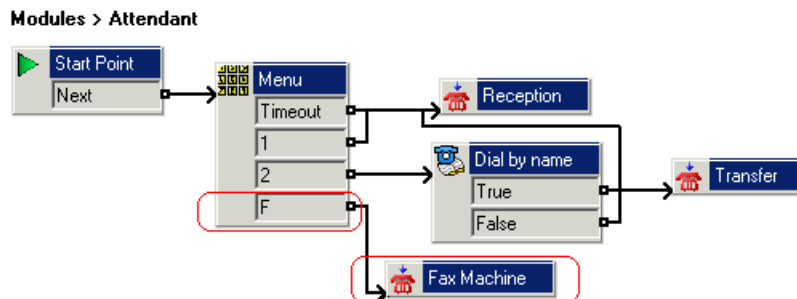 Modules > Attendant
Start Point
Next
Menu
Timeout
1
2
F
Reception
Dial by name
True
False
Transfer
Fax Machine